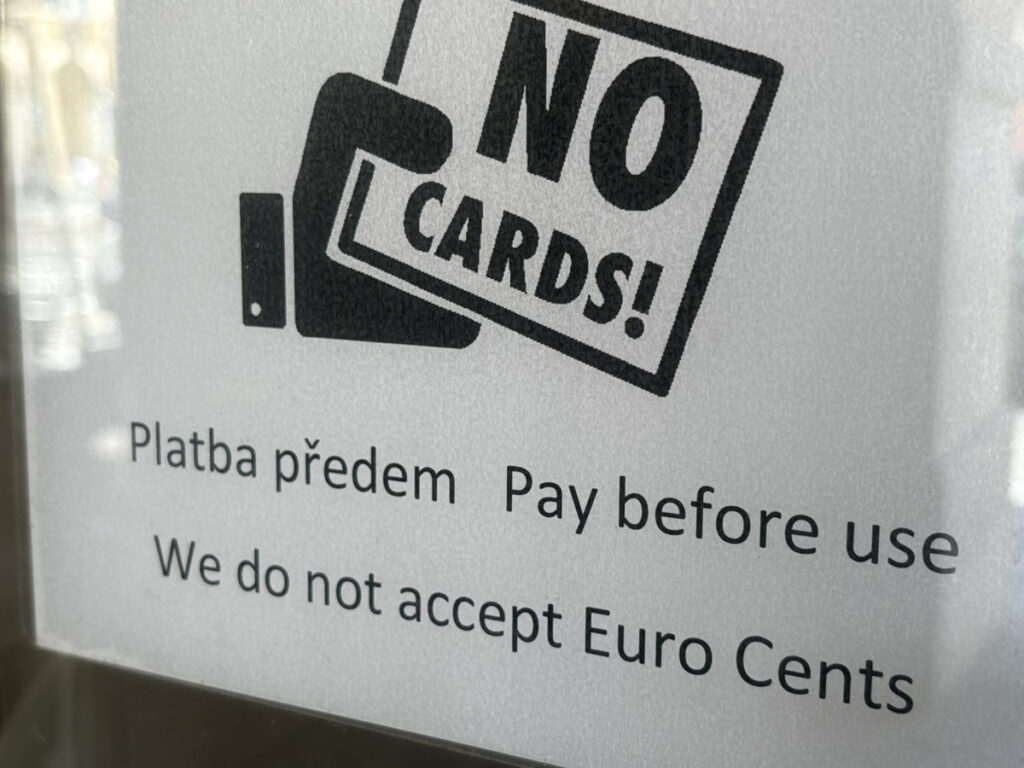 NO
CARDS!
Platba předem Pay before use
We do not accept Euro Cents